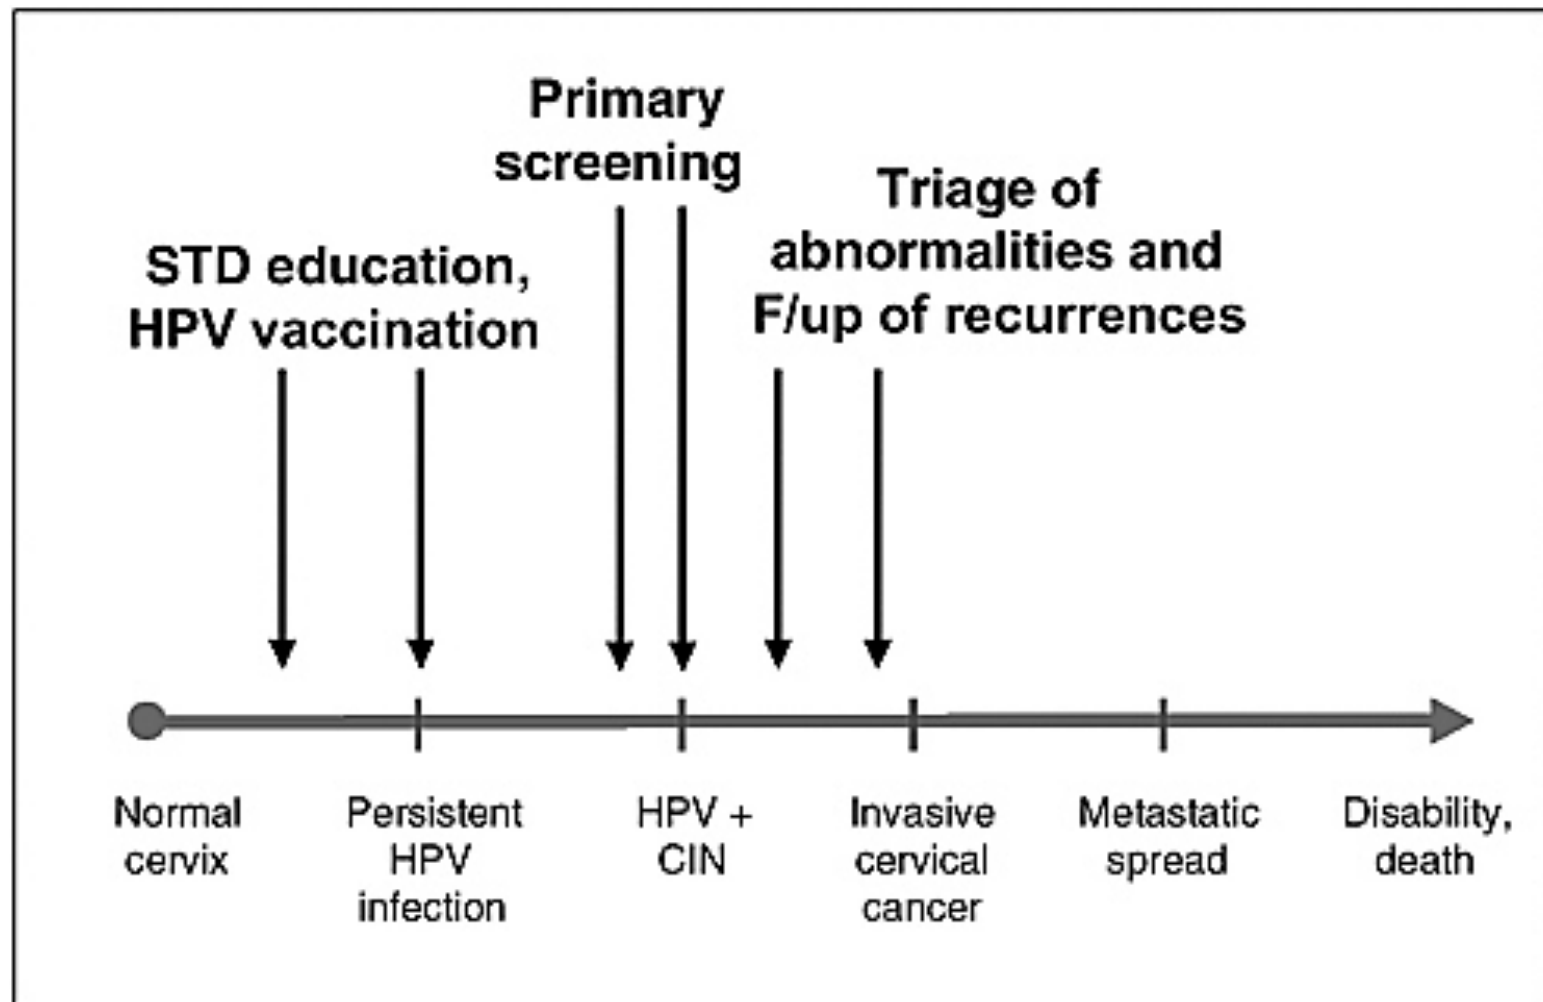 Primary
screening
STD education,
HPV vaccination
Triage of
abnormalities and
F/up of recurrences
Normal
cervix
Persistent
HPV
infection
HPV +
CIN
Invasive
cervical
cancer
Metastatic
spread
Disability,
death